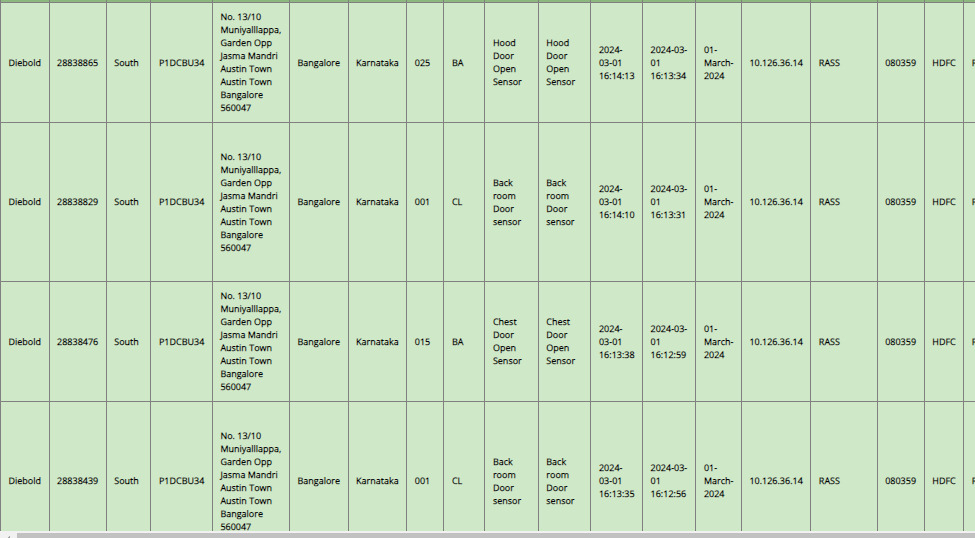 Diebold 28838865 South P1DCBU34 No. 13/10 Muniyalllappa, Garden Opp Jasma Mandri Austin Town Austin Town Bangalore 560047 Bangalore Karnataka 025 BA Hood Door Open Sensor Hood Door Open Sensor 2024-03-01 16:14:13 2024-03-01 16:13:34 01-March-2024 10.126.36.14 RASS 080359 HDFC
Diebold 28838829 South P1DCBU34 No. 13/10 Muniyalllappa, Garden Opp Jasma Mandri Austin Town Austin Town Bangalore 560047 Bangalore Karnataka 001 CL Back room Door sensor Back room Door sensor 2024-03-01 16:14:10 2024-03-01 16:13:31 01-March-2024 10.126.36.14 RASS 080359 HDFC
Diebold 28838476 South P1DCBU34 No. 13/10 Muniyalllappa, Garden Opp Jasma Mandri Austin Town Austin Town Bangalore 560047 Bangalore Karnataka 015 BA Chest Door Open Sensor Chest Door Open Sensor 2024-03-01 16:13:38 2024-03-01 16:12:59 01-March-2024 10.126.36.14 RASS 080359 HDFC
Diebold 28838439 South P1DCBU34 No. 13/10 Muniyalllappa, Garden Opp Jasma Mandri Austin Town Austin Town Bangalore 560047 Bangalore Karnataka 001 CL Back room Door sensor Back room Door sensor 2024-03-01 16:13:35 2024-03-01 16:12:56 01-March-2024 10.126.36.14 RASS 080359 HDFC